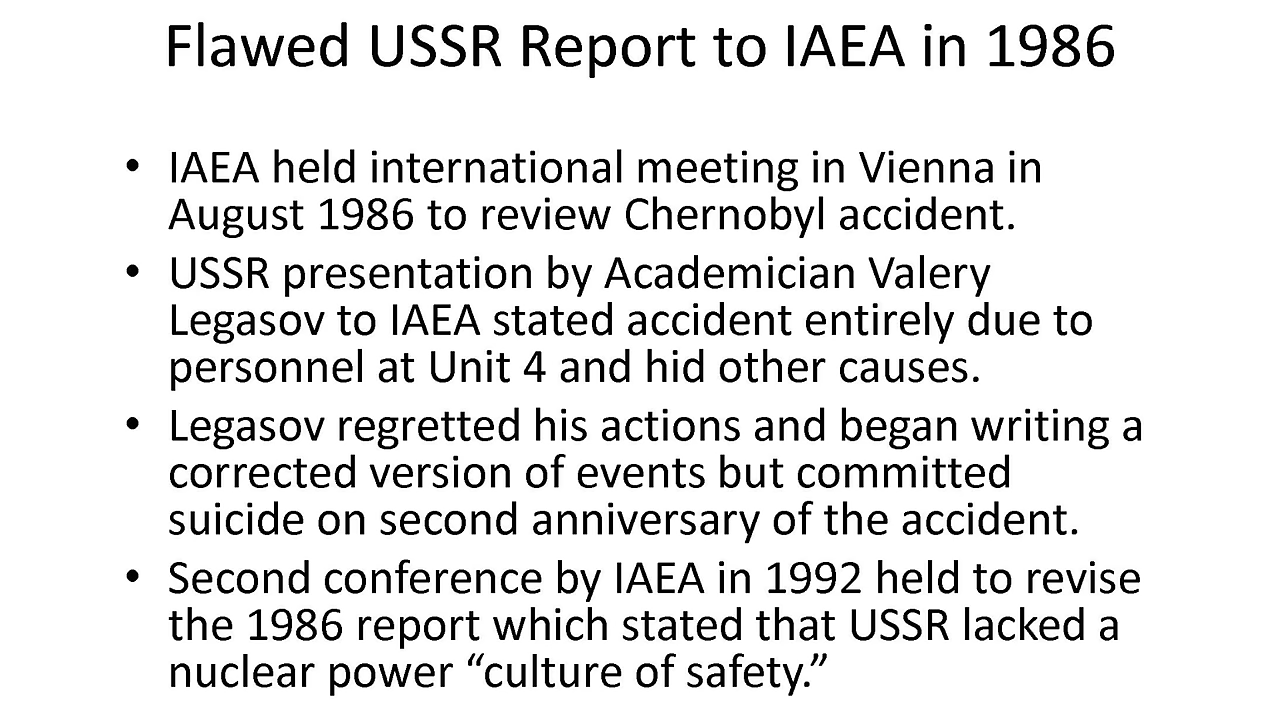 Flawed USSR Report to IAEA in 1986
• IAEA held international meeting in Vienna in
August 1986 to review Chernobyl accident.
• USSR presentation by Academician Valery
Legasov to IAEA stated accident entirely due to
personnel at Unit 4 and hid other causes.
• Legasov regretted his actions and began writing a
corrected version of events but committed
suicide on second anniversary of the accident.
• Second conference by IAEA in 1992 held to revise
the 1986 report which stated that USSR lacked a
nuclear power “culture of safety.”